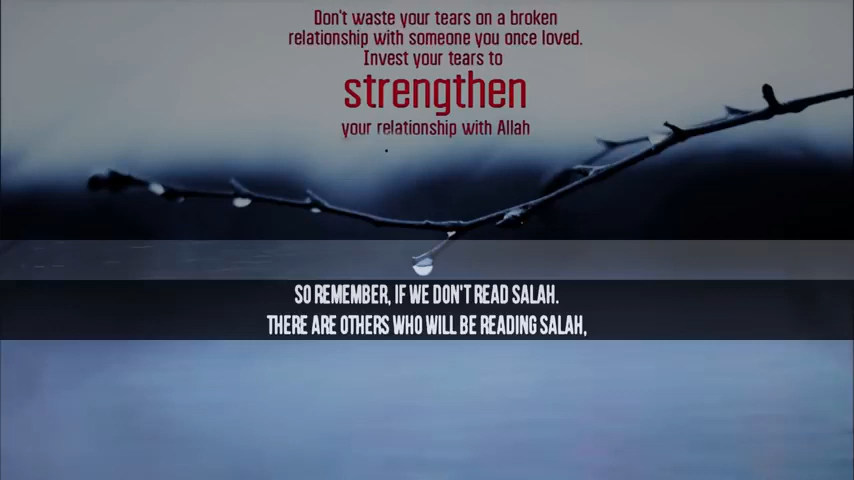 Don't waste your tears on a broken
relationship with someone you once loved.
Invest your tears to
strengthen
your relationship with Allah
SO REMEMBER, IF WE DON'T READ SALAH.
THERE ARE OTHERS WHO WILL BE READING SALAH,